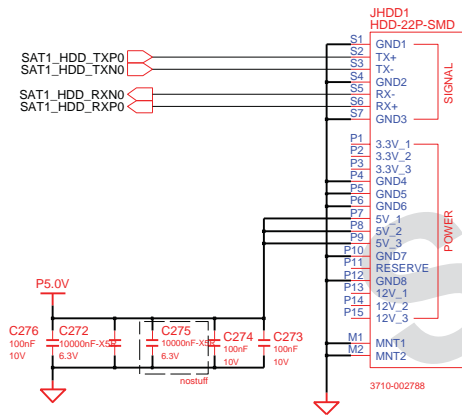 JHDD1
HDD-22P-SMD
SAT1_HDD_TXP0
SAT1_HDD_TXN0
SAT1_HDD_RXN0
SAT1_HDD_RXP0
S1 GND1
S2 TX+
S3 TX-
S4 GND2
S5 RX-
S6 RX+
S7 GND3
SIGNAL
P1 3.3V_1
P2 3.3V_2
P3 3.3V_3
P4 GND4
P5 GND5
P6 GND6
P7 5V_1
P8 5V_2
P9 5V_3
P10 GND7
P11 RESERVE
P12 GND8
P13 12V_1
P14 12V_2
P15 12V_3
POWER
M1 MNT1
M2 MNT2
3710-002788
P5.0V
C276
100nF
10V
C272
10000nF-X5R
6.3V
C275
10000nF-X5R
6.3V
nostuff
C274
100nF
10V
C273
100nF
10V